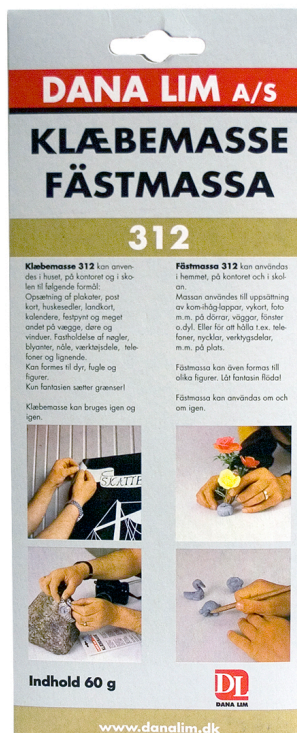 DANA LIM A/S
KLÆBEMASSE
FÄSTMASSA
312
Klæbemasse 312 kan anven-
des i huset, på kontoret og i sko-
len til følgende formål:
Opsætning af plakater, post
kort, huskesedler, landkort,
kalendere, festpynt og meget
andet på vægge, døre og
vinduer. Fastholdelse af nøgler,
blyanter, nåle, værktøjsdele, tele-
foner og lignende.
Kan formes til dyr, fugle og
figurer.
Kun fantasien sætter grænser!
Klæbemasse kan bruges igen og
igen.
Fästmassa 312 kan användas
i hemmet, på kontoret och i skol-
an.
Massan användes till uppsättning
av kom-ihåg-lappar, vykort, foto
m.m. på dörrar, väggar, fönster
o.dyl. Eller för att hålla t.ex. tele-
foner, nycklar, verktygsdelar,
m.m. på plats.
Fästmassa kan även formas till
olika figurer. Låt fantasin flöda!
Fästmassa kan användas om och
om igen.
SKATTE
Indhold 60 g
DL
DANA LIM
www.danalim.dk